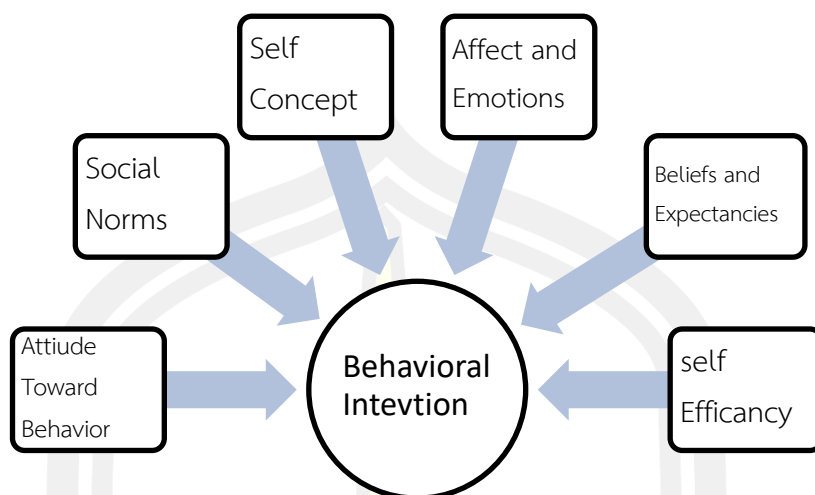 Self
Concept
Affect and
Emotions
Social
Norms
Beliefs and
Expectancies
Attiude
Toward
Behavior
Behavioral
Intevtion
self
Efficancy